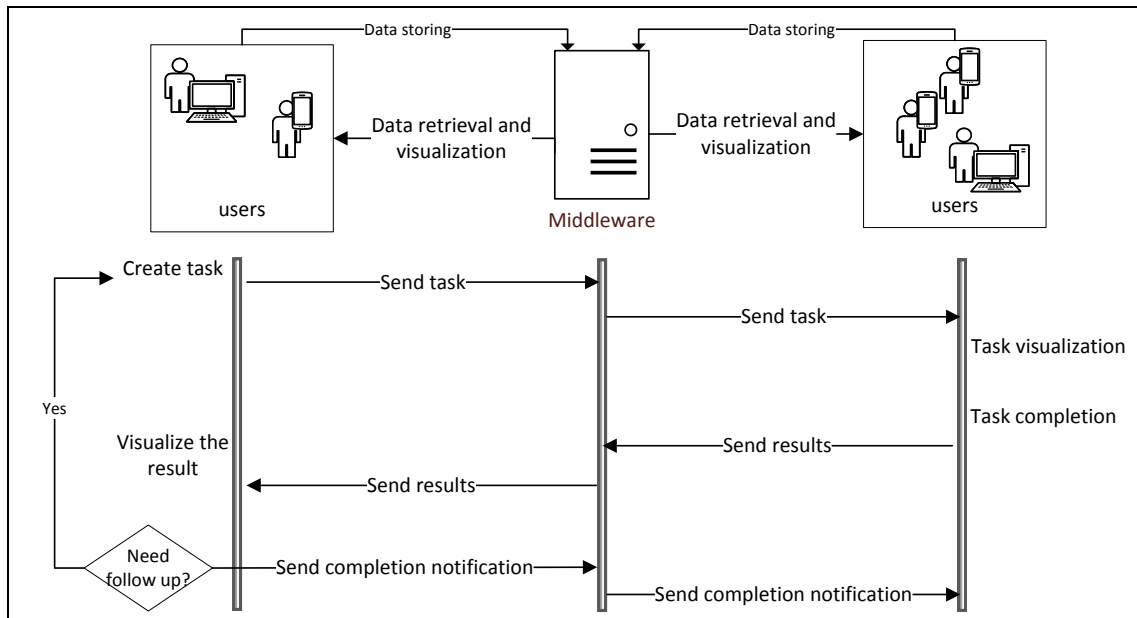 Data storing
Data storing
Data retrieval and
visualization
Data retrieval and
visualization
users
Middleware
users
Create task
Send task
Send task
Task visualization
Yes
Task completion
Visualize the
result
Send results
Send results
Need
follow up?
Send completion notification
Send completion notification